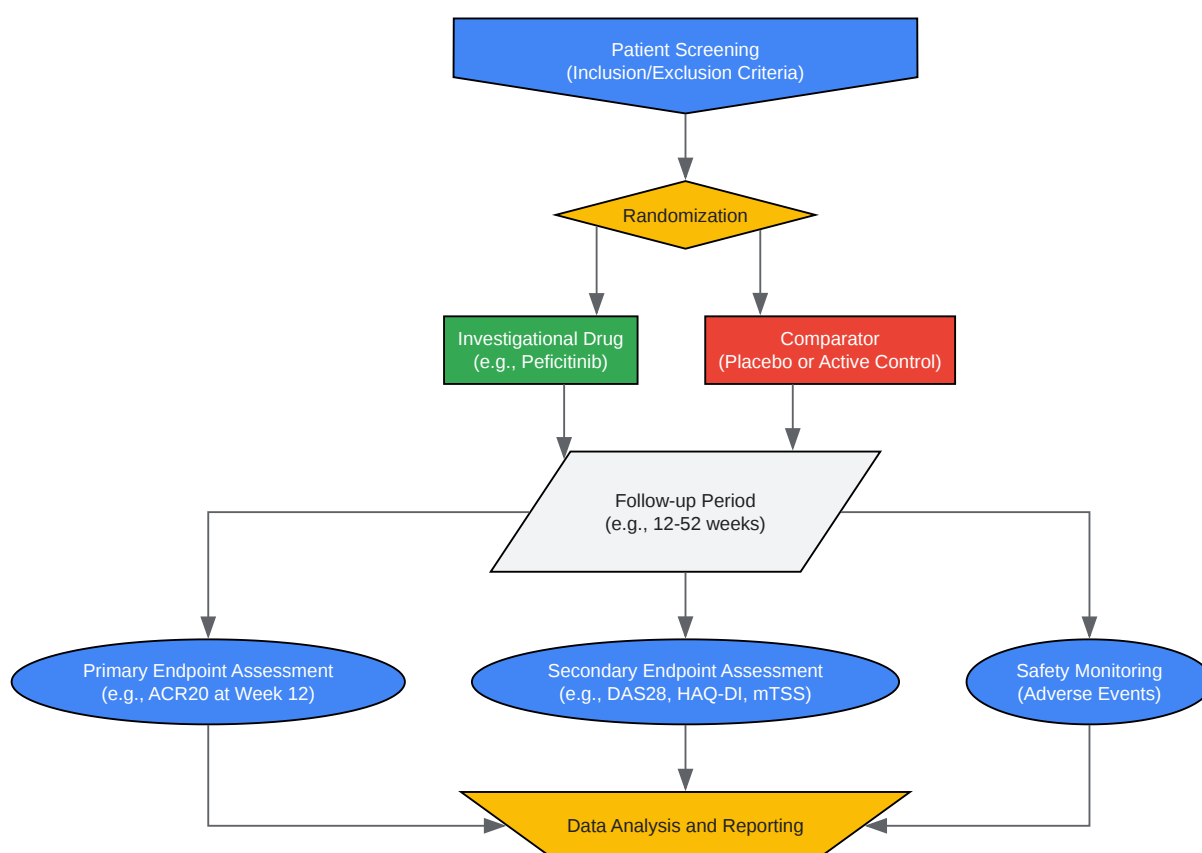 Patient Screening
(Inclusion/Exclusion Criteria)
Randomization
Investigational Drug
(e.g., Peficitinib)
Comparator
(Placebo or Active Control)
Follow-up Period
(e.g., 12-52 weeks)
Primary Endpoint Assessment
(e.g., ACR20 at Week 12)
Secondary Endpoint Assessment
(e.g., DAS28, HAQ-DI, mTSS)
Safety Monitoring
(Adverse Events)
Data Analysis and Reporting